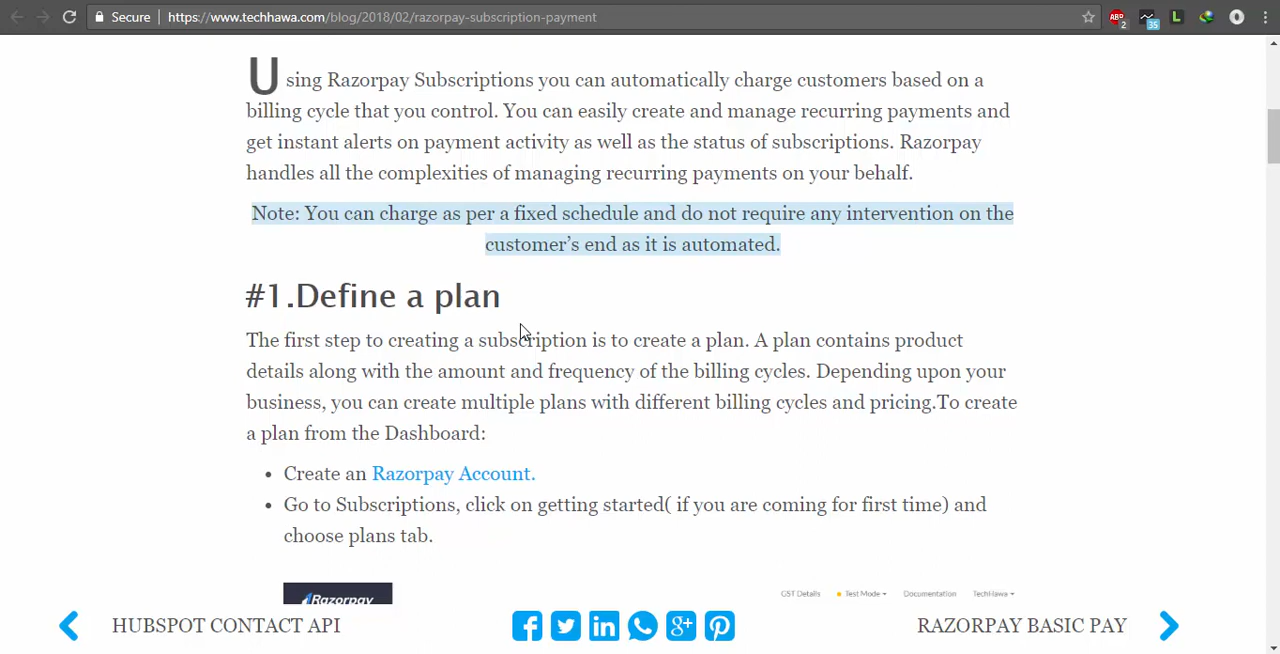 Secure
https://www.techhawa.com/blog/2018/02/razorpay-subscription-payment
ABP
2
35
L
Using Razorpay Subscriptions you can automatically charge customers based on a
billing cycle that you control. You can easily create and manage recurring payments and
get instant alerts on payment activity as well as the status of subscriptions. Razorpay
handles all the complexities of managing recurring payments on your behalf.
Note: You can charge as per a fixed schedule and do not require any intervention on the
customer’s end as it is automated.
#1.Define a plan
The first step to creating a subscription is to create a plan. A plan contains product
details along with the amount and frequency of the billing cycles. Depending upon your
business, you can create multiple plans with different billing cycles and pricing.To create
a plan from the Dashboard:
• Create an Razorpay Account.
• Go to Subscriptions, click on getting started( if you are coming for first time) and
choose plans tab.
Razorpay
GST Details
Test Mode
Documentation
TechHawa
HUBSPOT CONTACT API
RAZORPAY BASIC PAY